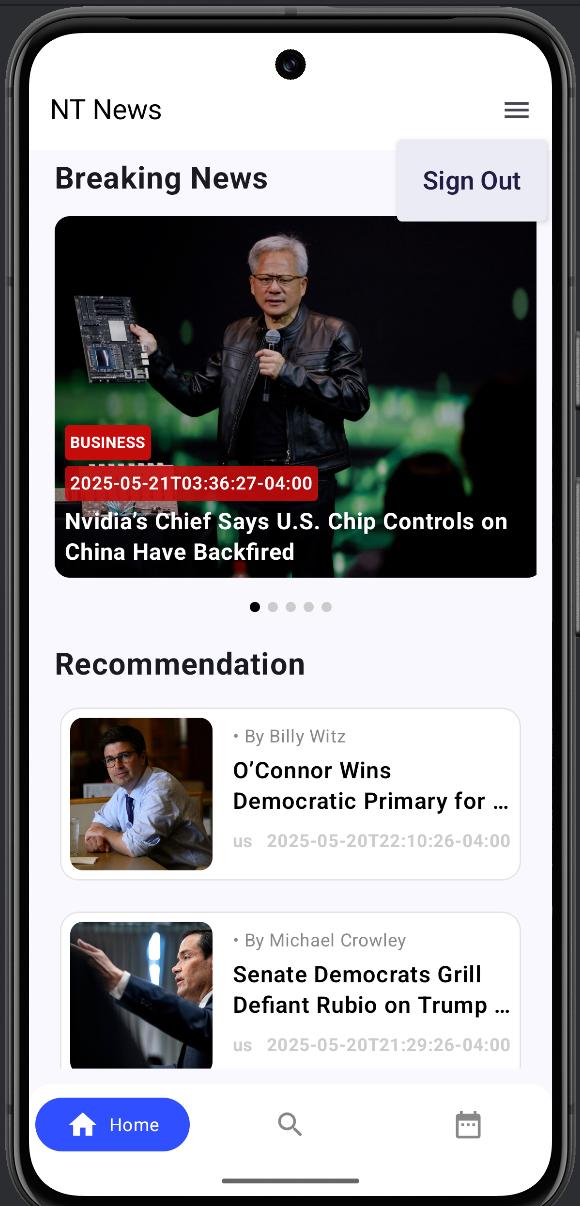 NT News
Breaking News
Sign Out
BUSINESS
2025-05-21T03:36:27-04:00
Nvidia’s Chief Says U.S. Chip Controls on
China Have Backfired
Recommendation
• By Billy Witz
O’Connor Wins
Democratic Primary for …
us 2025-05-20T22:10:26-04:00
• By Michael Crowley
Senate Democrats Grill
Defiant Rubio on Trump …
us 2025-05-20T21:29:26-04:00
Home